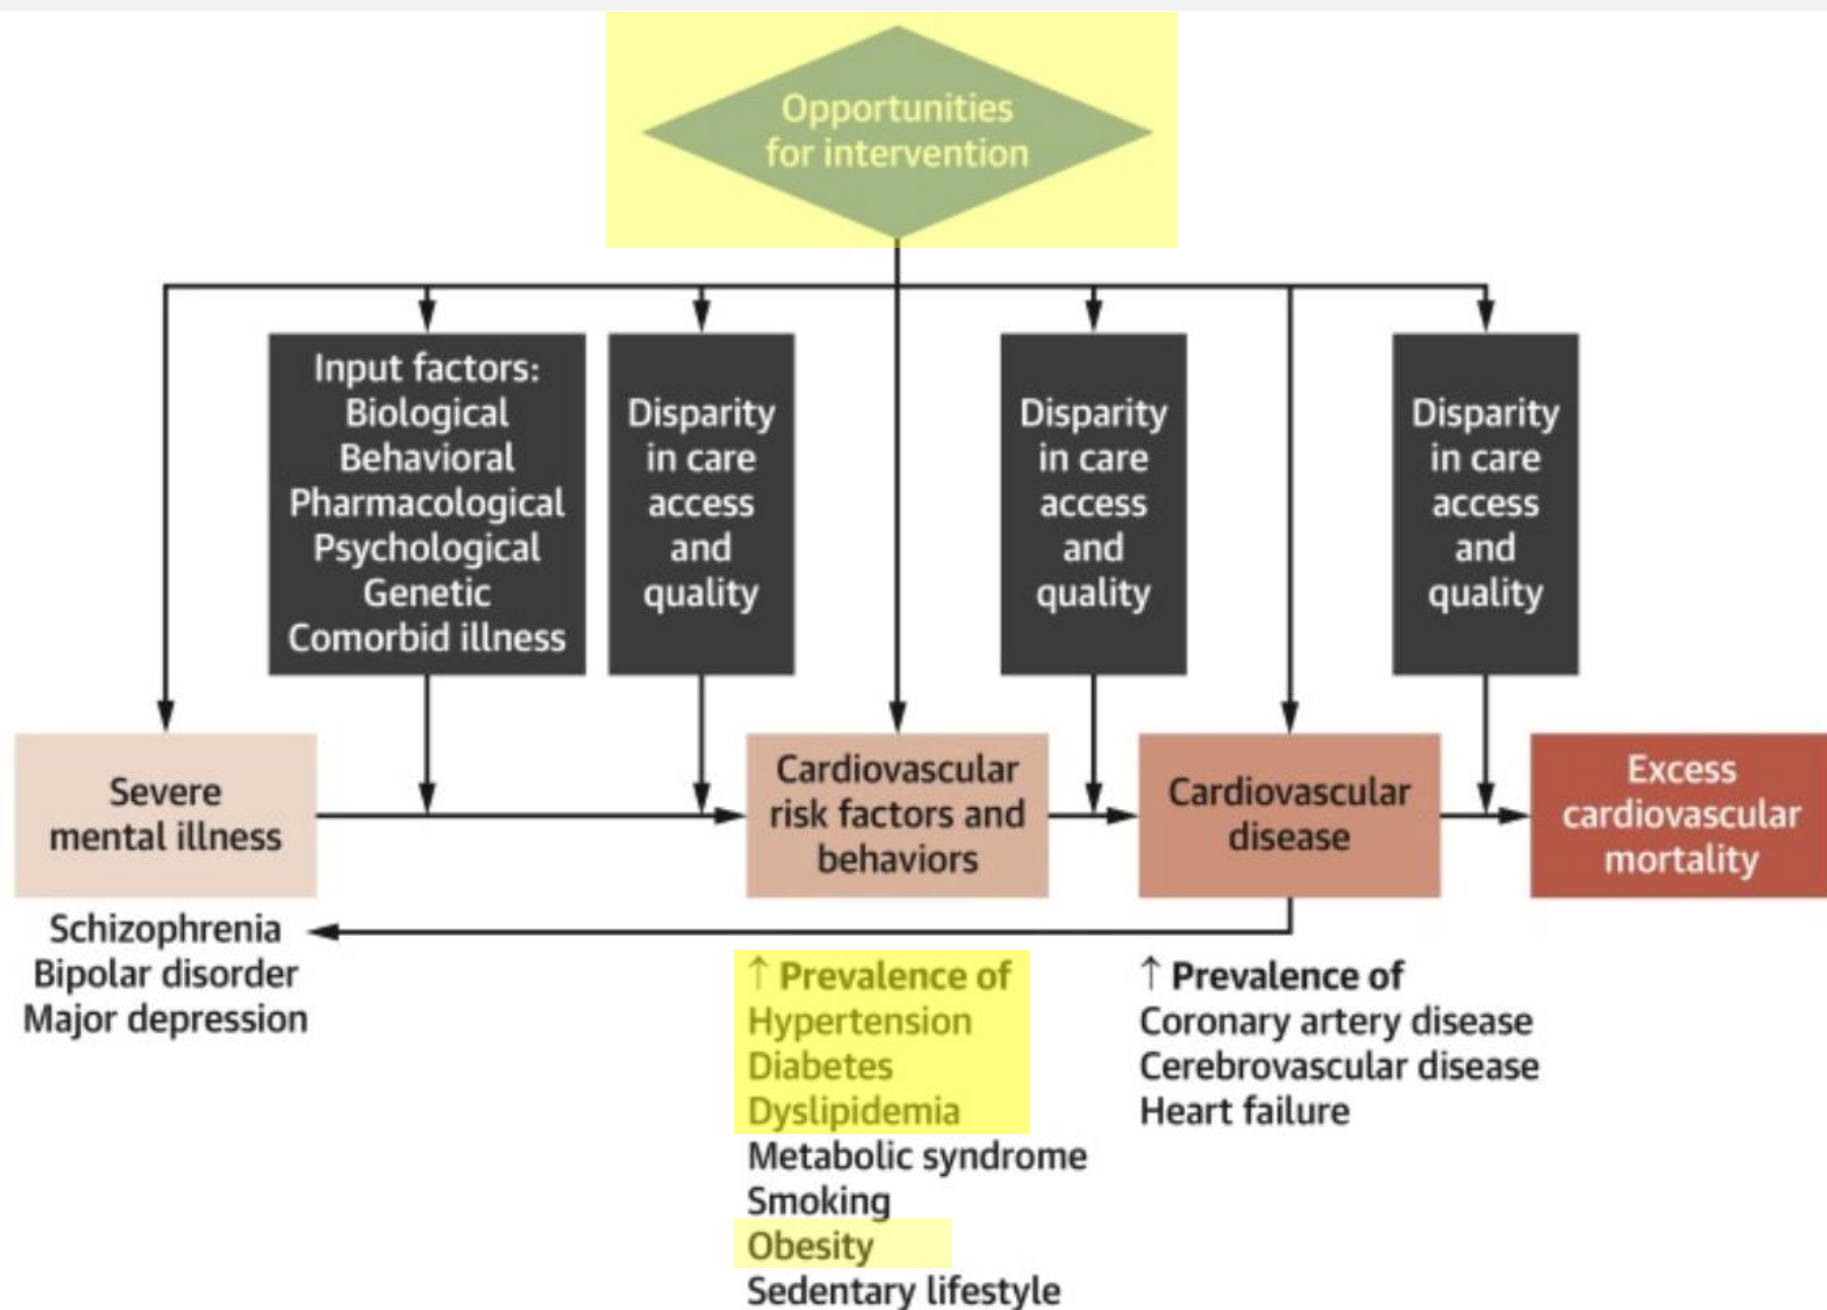 Opportunities
for intervention
Input factors:
Biological
Behavioral
Pharmacological
Psychological
Genetic
Comorbid illness
Disparity
in care
access
and
quality
Disparity
in care
access
and
quality
Disparity
in care
access
and
quality
Severe
mental illness
Cardiovascular
risk factors and
behaviors
Cardiovascular
disease
Excess
cardiovascular
mortality
Schizophrenia
Bipolar disorder
Major depression
↑ Prevalence of
Hypertension
Diabetes
Dyslipidemia
Metabolic syndrome
Smoking
Obesity
Sedentary lifestyle
↑ Prevalence of
Coronary artery disease
Cerebrovascular disease
Heart failure